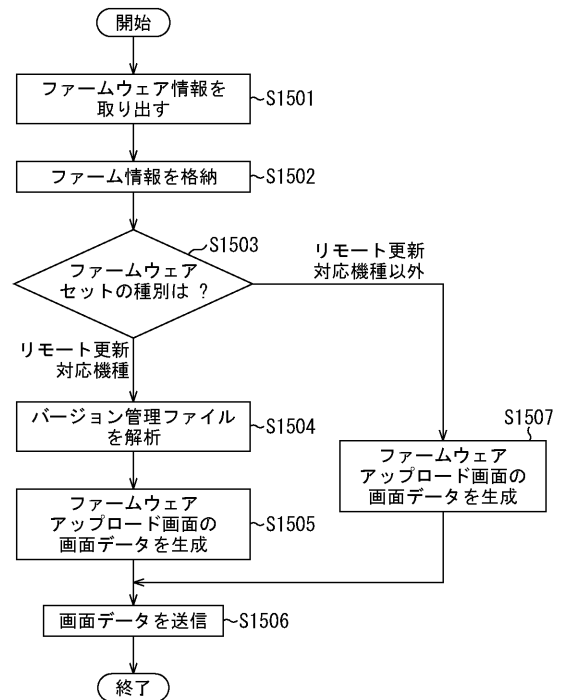 開始
ファームウェア情報を
取り出す
S1501
ファーム情報を格納
S1502
S1503
ファームウェア
セットの種別は？
リモート更新
対応機種以外
リモート更新
対応機種
バージョン管理ファイル
を解析
S1504
S1507
ファームウェア
アップロード画面の
画面データを生成
ファームウェア
アップロード画面の
画面データを生成
S1505
画面データを送信
S1506
終了